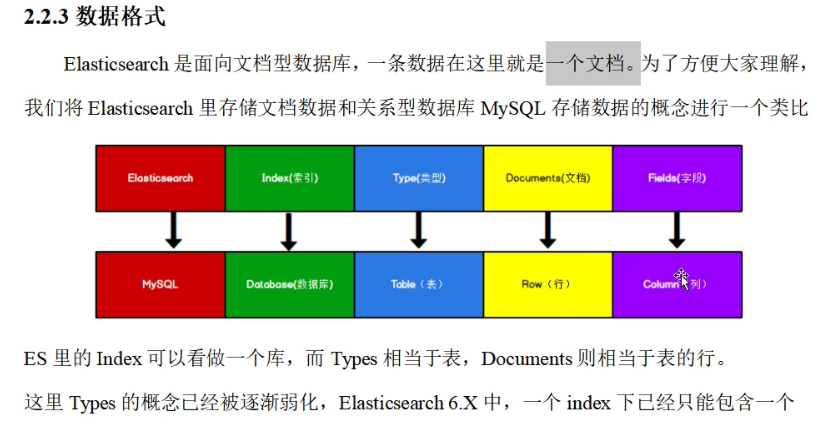 2.2.3 数据格式
Elasticsearch 是面向文档型数据库，一条数据在这里就是一个文档。为了方便大家理解，
我们将 Elasticsearch 里存储文档数据和关系型数据库 MySQL 存储数据的概念进行一个类比
Elasticsearch Index(索引) Type(类型) Documents(文档) Fields(字段)
MySQL Database(数据库) Table（表） Row（行） Column 列）
ES 里的 Index 可以看做一个库，而 Types 相当于表，Documents 则相当于表的行。
这里 Types 的概念已经被逐渐弱化，Elasticsearch 6.X 中，一个 index 下已经只能包含一个